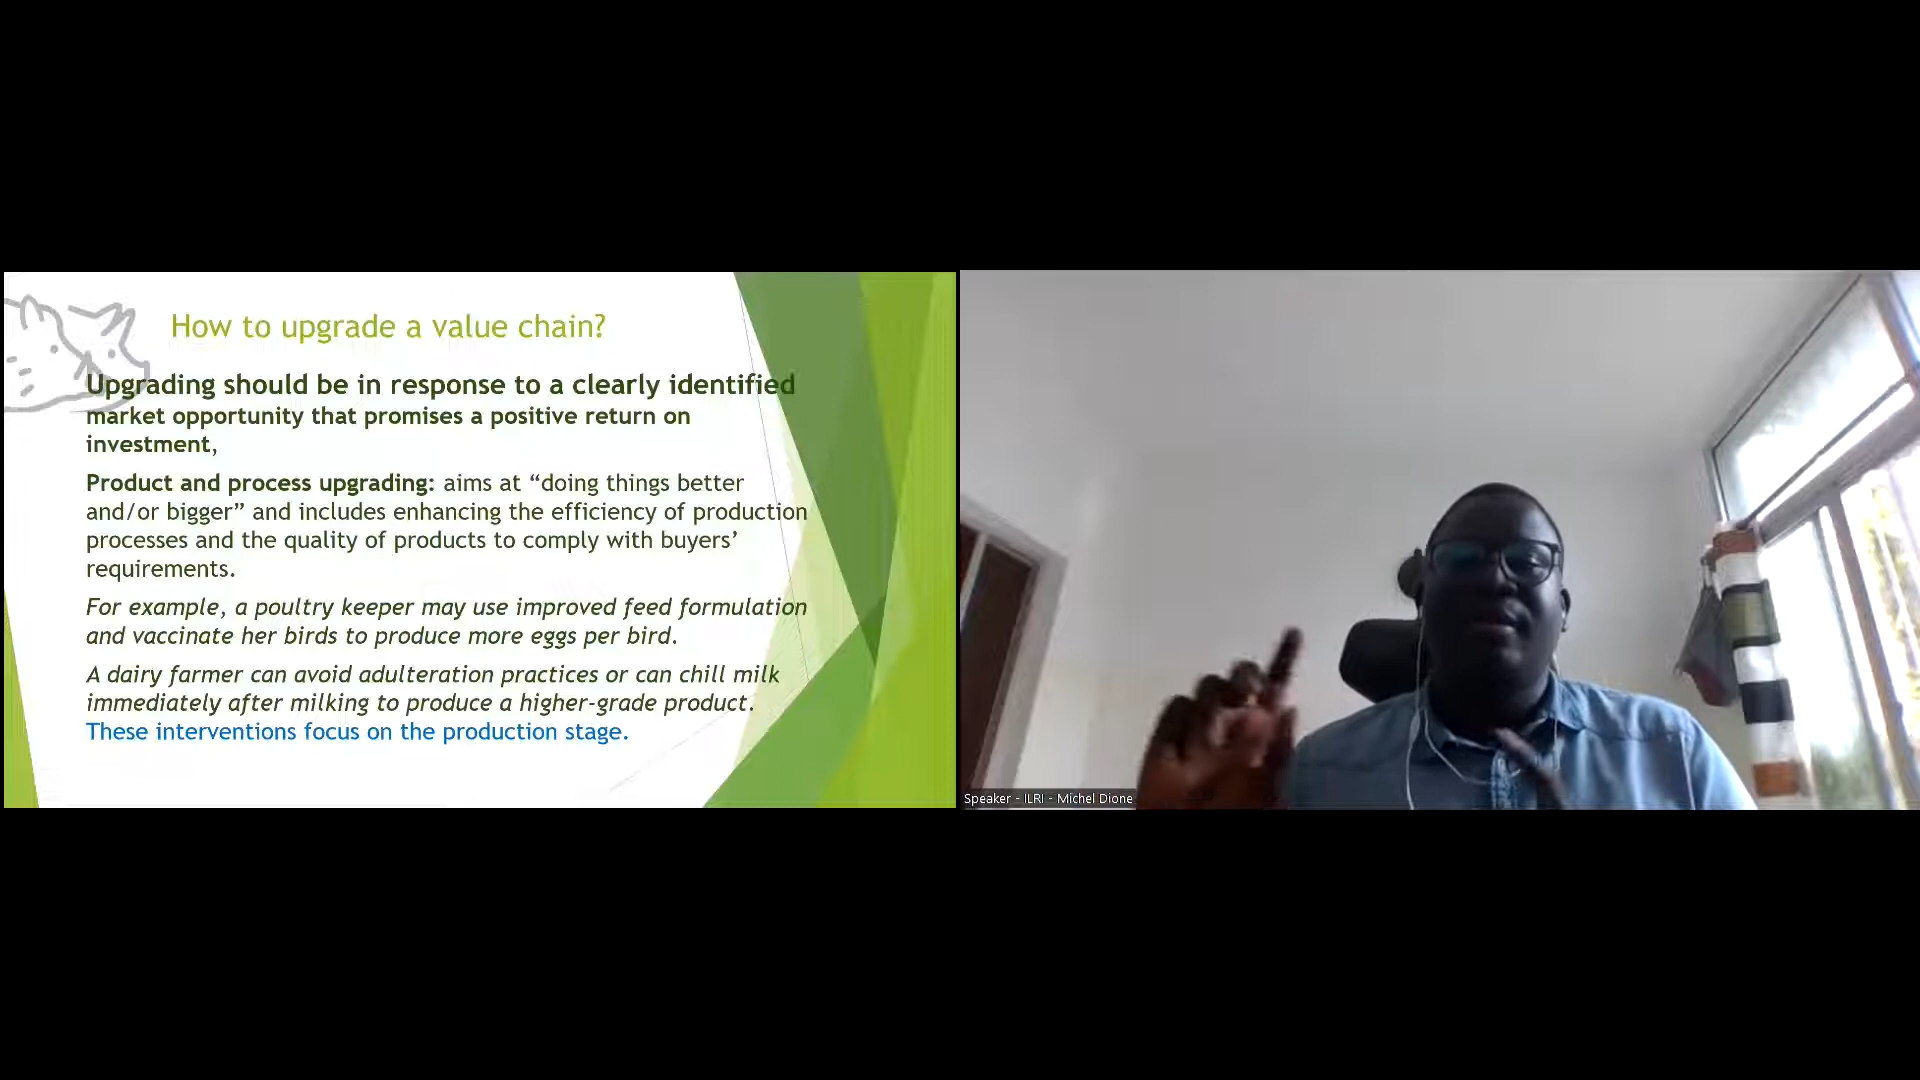 How to upgrade a value chain?
Upgrading should be in response to a clearly identified
market opportunity that promises a positive return on
investment,
Product and process upgrading: aims at “doing things better
and/or bigger” and includes enhancing the efficiency of production
processes and the quality of products to comply with buyers’
requirements.
For example, a poultry keeper may use improved feed formulation
and vaccinate her birds to produce more eggs per bird.
A dairy farmer can avoid adulteration practices or can chill milk
immediately after milking to produce a higher-grade product.
These interventions focus on the production stage.
Speaker - ILRI - Michel Dione